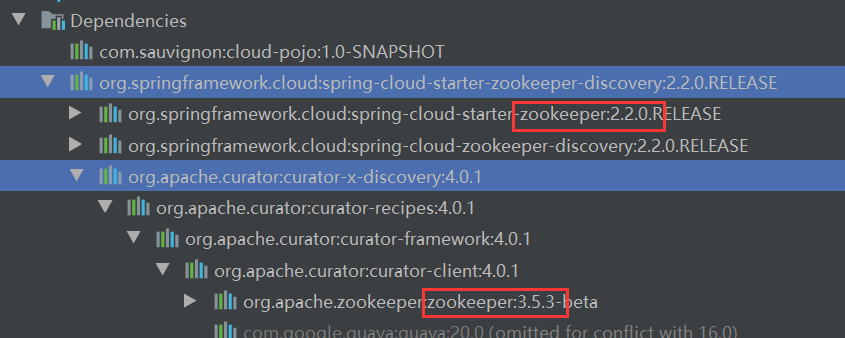 Dependencies
com.sauvignon:cloud-pojo:1.0-SNAPSHOT
org.springframework.cloud:spring-cloud-starter-zookeeper-discovery:2.2.0.RELEASE
org.springframework.cloud:spring-cloud-starter-zookeeper:2.2.0.RELEASE
org.springframework.cloud:spring-cloud-zookeeper-discovery:2.2.0.RELEASE
org.apache.curator:curator-x-discovery:4.0.1
org.apache.curator:curator-recipes:4.0.1
org.apache.curator:curator-framework:4.0.1
org.apache.curator:curator-client:4.0.1
org.apache.zookeeper:zookeeper:3.5.3-beta
com.google.guava:guava:20.0 (omitted for conflict with 16.0)